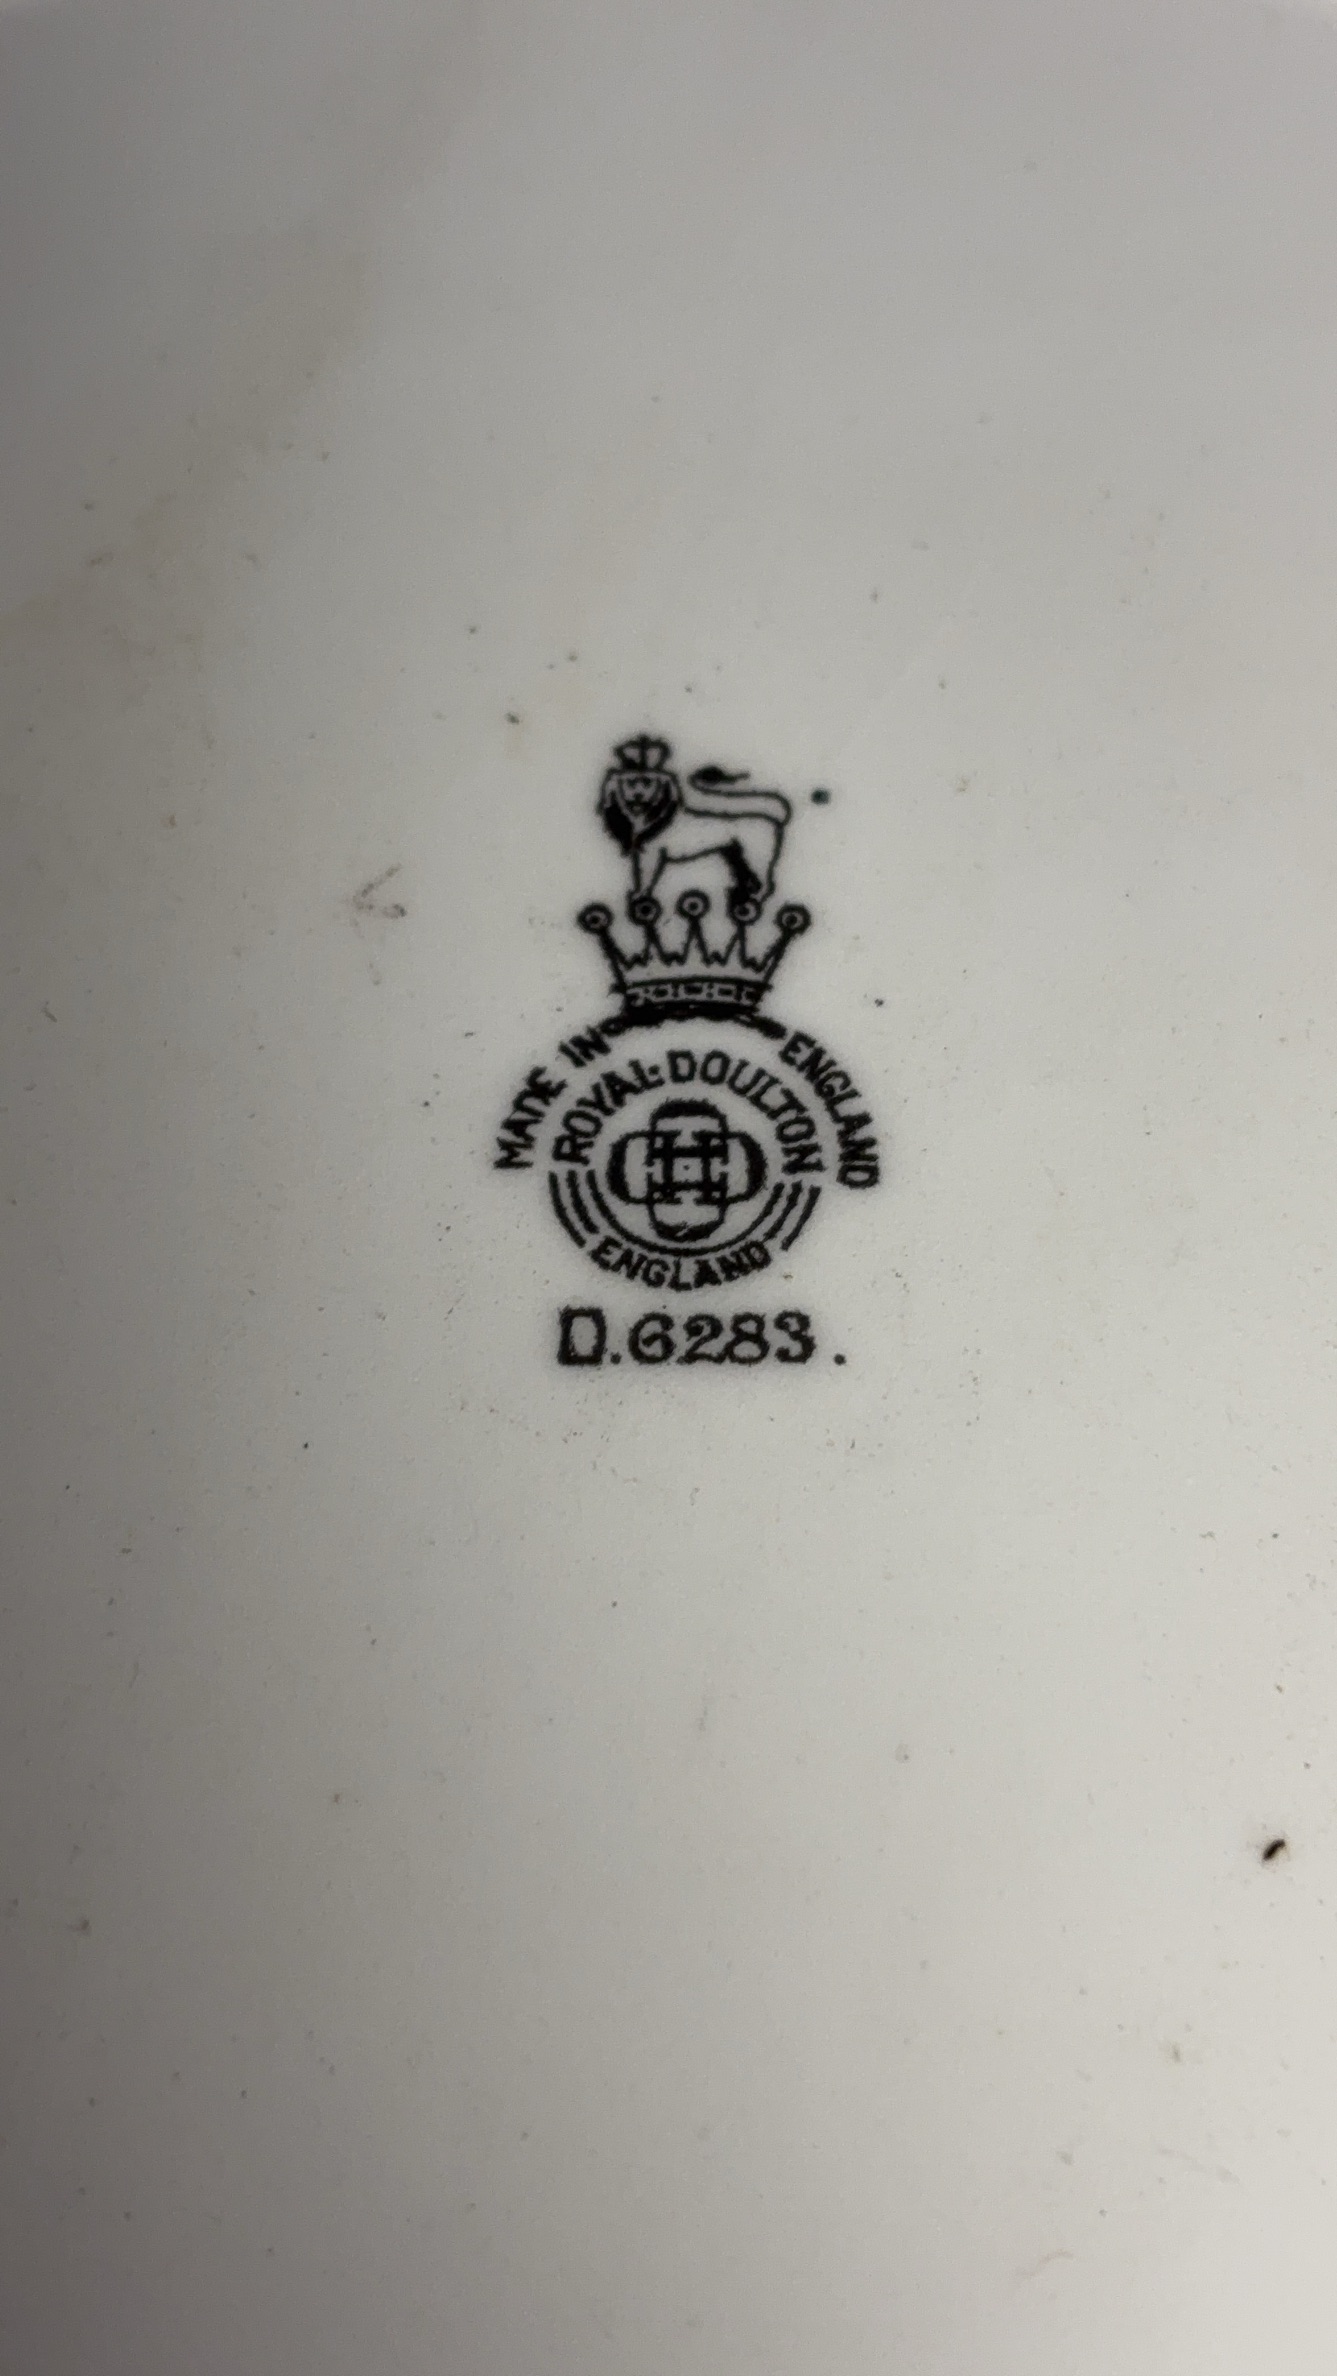 MADE IN ENGLAND
ROYAL·DOULTON
ENGLAND
D.6283.